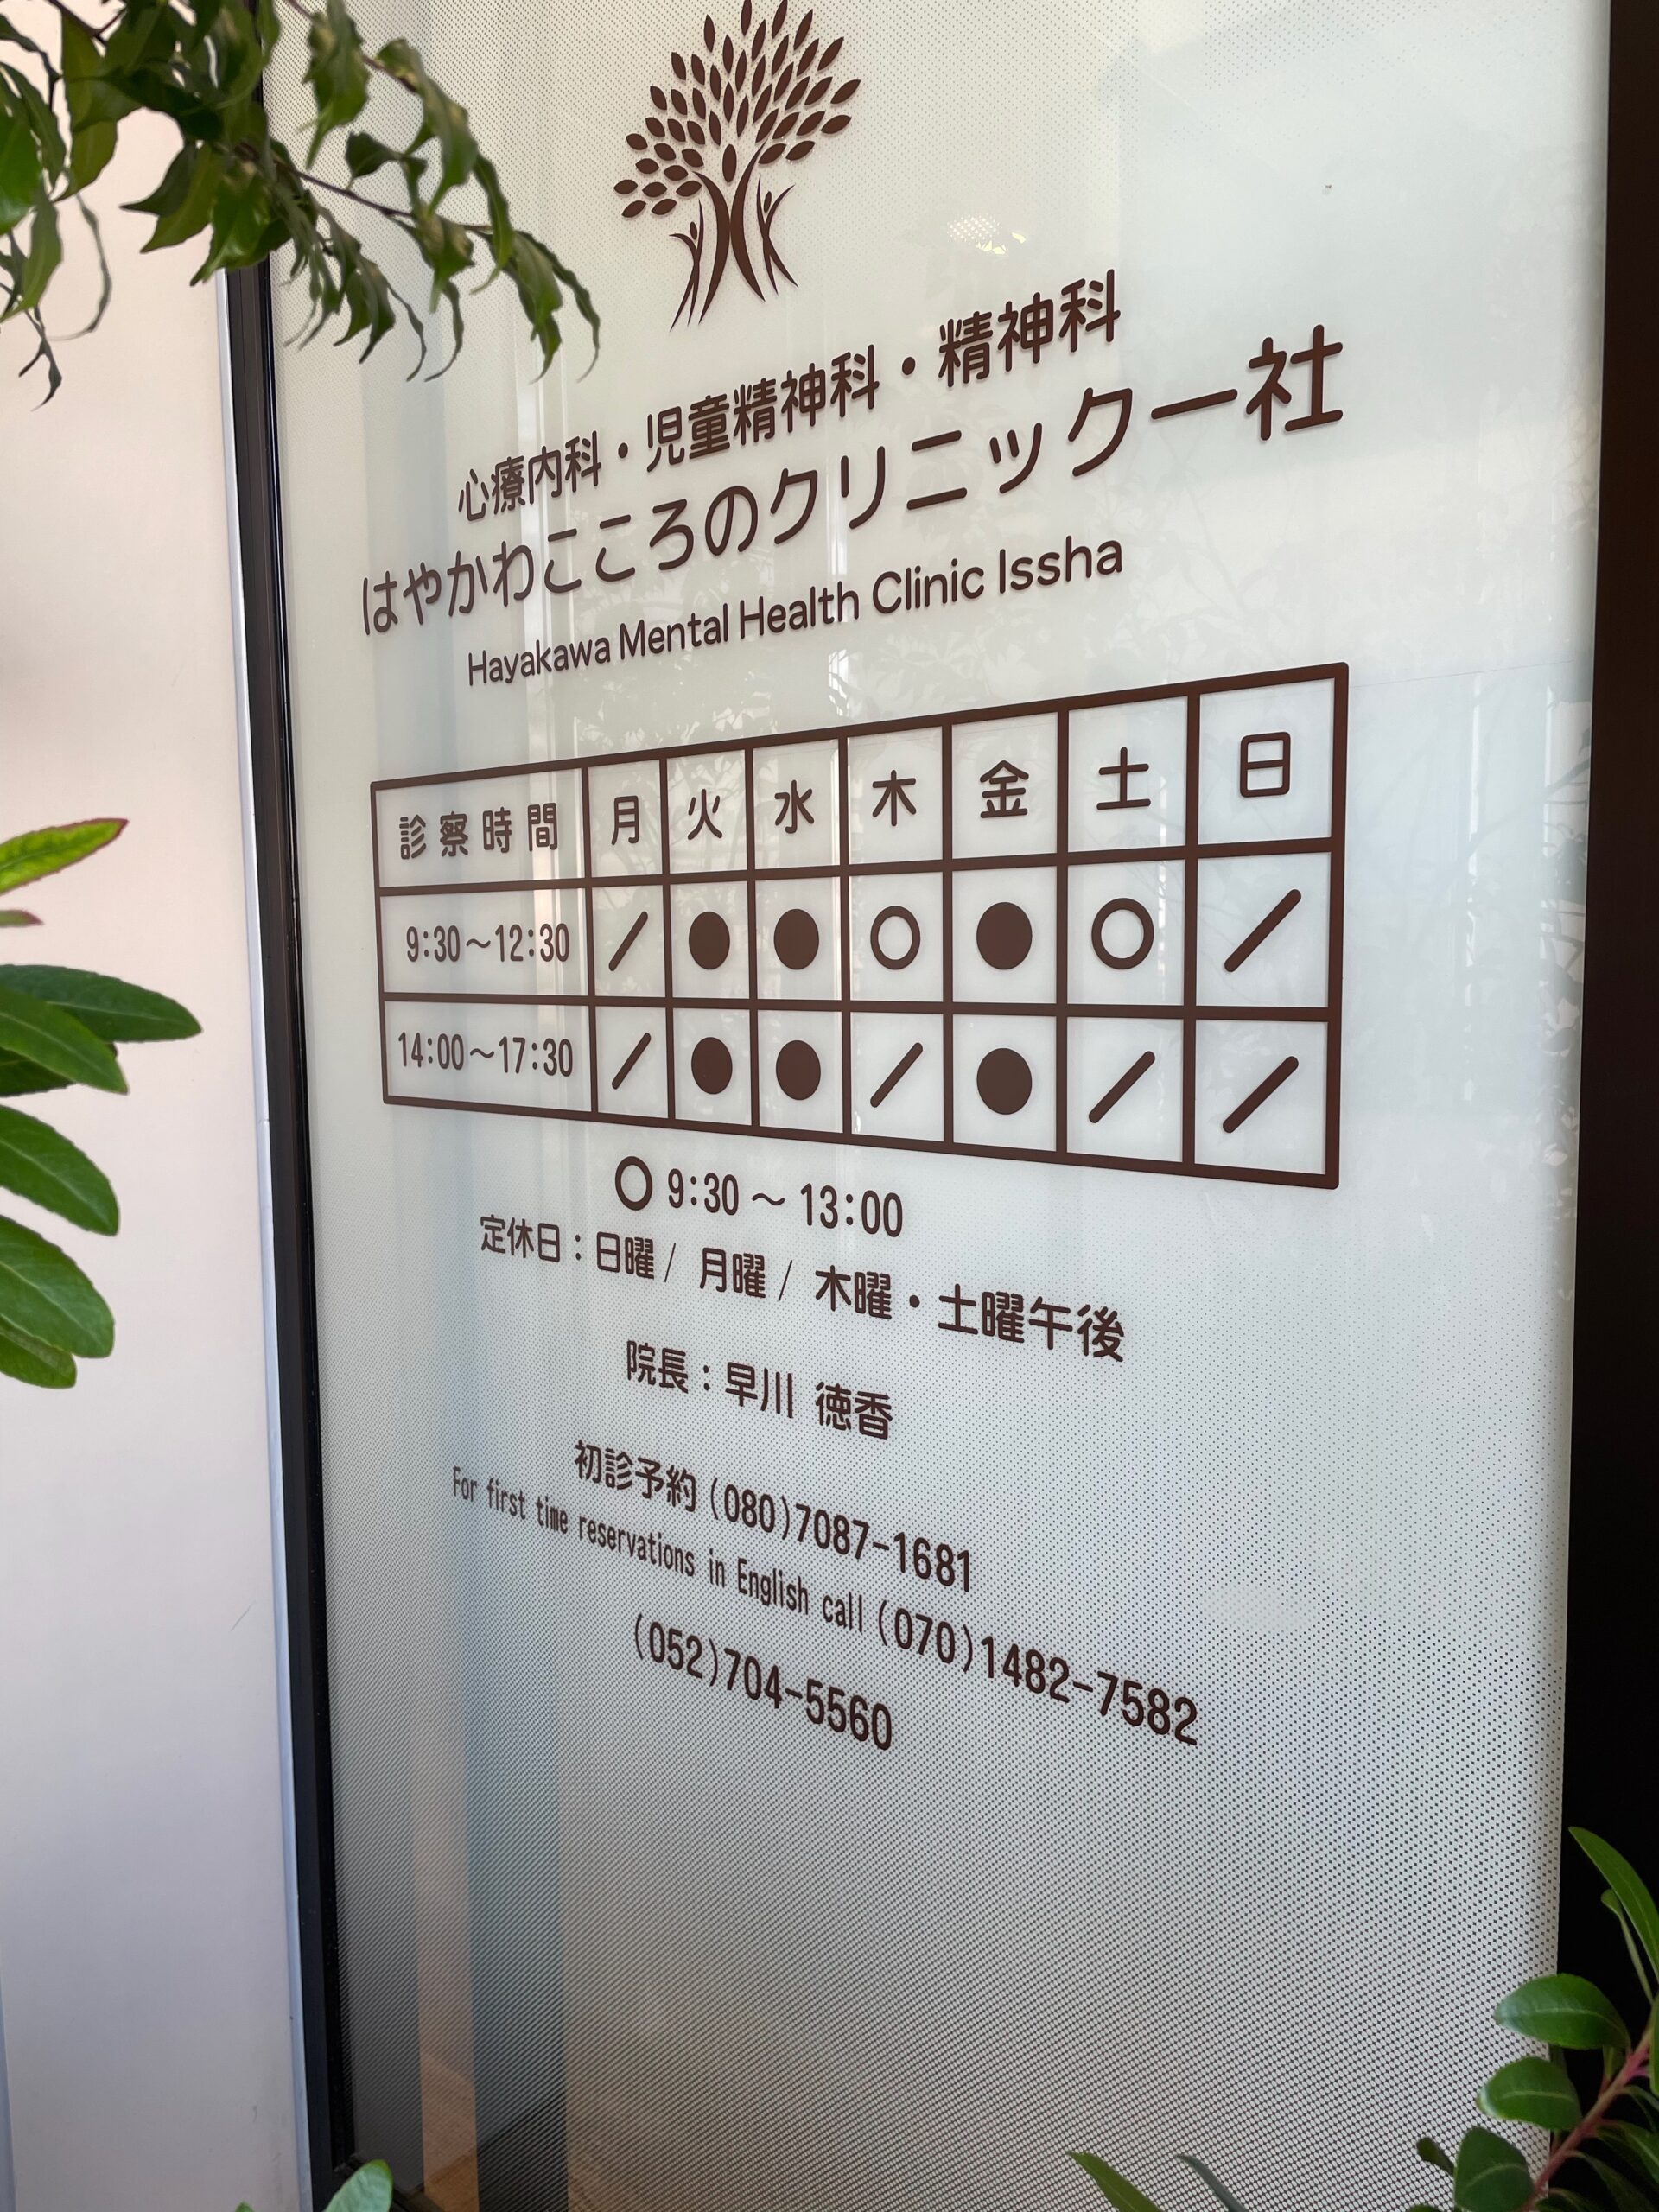 心療内科・児童精神科・精神科
はやかわこころのクリニック一社
Hayakawa Mental Health Clinic Issha
診察時間 月 火 水 木 金 土 日
9:30～12:30 / ● ● ○ ● ○ /
14:00～17:30 / ● ● / ● / /
○ 9:30 ～ 13:00
定休日：日曜 / 月曜 / 木曜・土曜午後
院長：早川 徳香
初診予約 (080)7087-1681
For first time reservations in English call (070)1482-7582
(052)704-5560